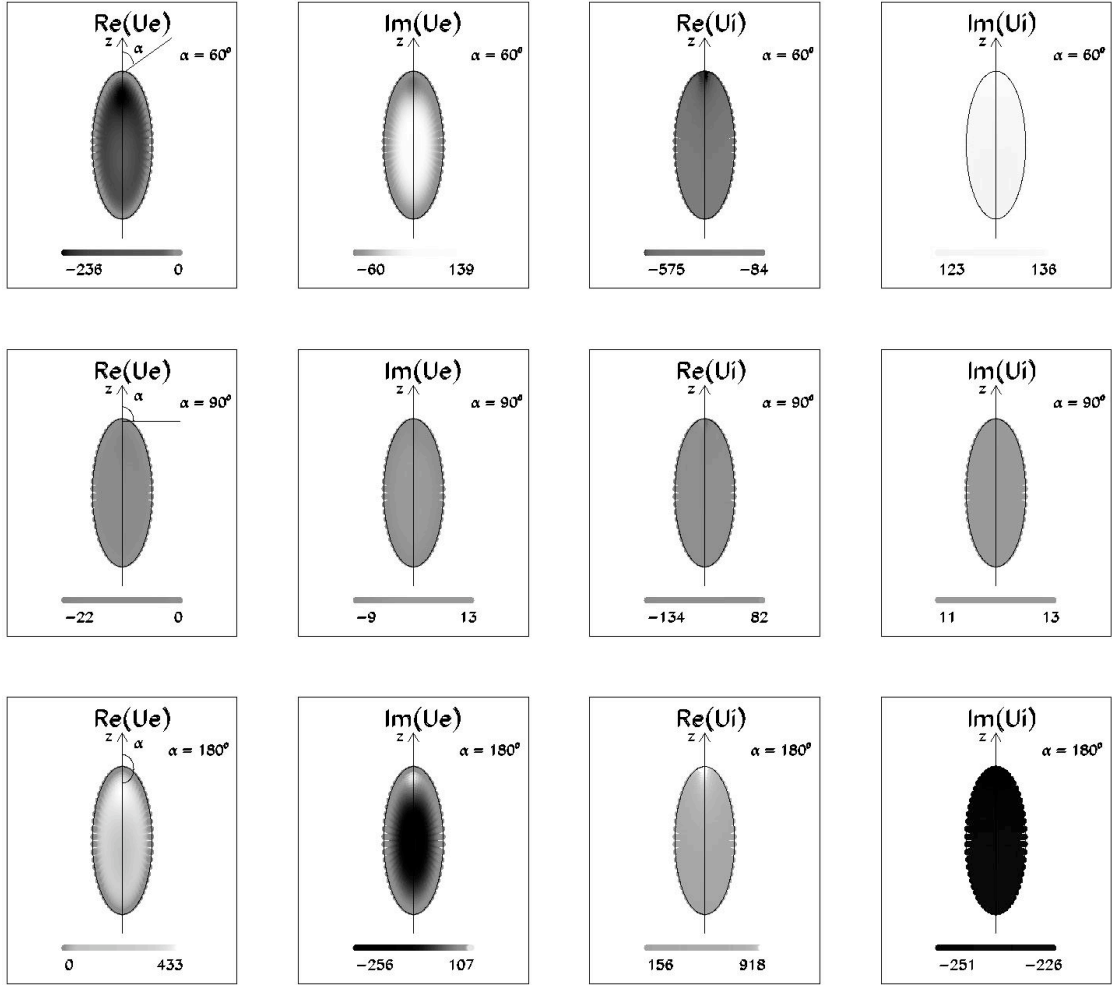 Re(Ue)
z
α
α = 60°
-236 0
Im(Ue)
z
α = 60°
-60 139
Re(Ui)
z
α = 60°
-575 -84
Im(Ui)
z
α = 60°
123 136
Re(Ue)
z
α
α = 90°
-22 0
Im(Ue)
z
α = 90°
-9 13
Re(Ui)
z
α = 90°
-134 82
Im(Ui)
z
α = 90°
11 13
Re(Ue)
z
α
α = 180°
0 433
Im(Ue)
z
α = 180°
-256 107
Re(Ui)
z
α = 180°
156 918
Im(Ui)
z
α = 180°
-251 -226